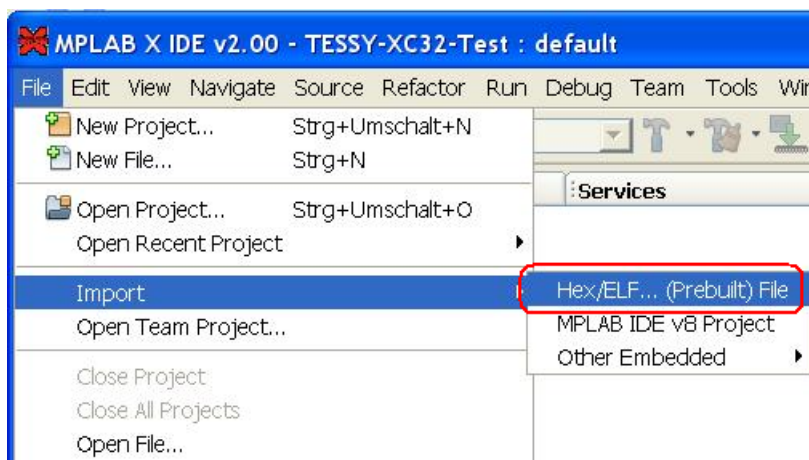 MPLAB X IDE v2.00 - TESSY-XC32-Test : default
File Edit View Navigate Source Refactor Run Debug Team Tools
New Project... Strg+Umschalt+N
New File... Strg+N
Services
Open Project... Strg+Umschalt+O
Open Recent Project
Import
Hex/ELF... (Prebuilt) File
Open Team Project...
MPLAB IDE v8 Project
Other Embedded
Close Project
Close All Projects
Open File...